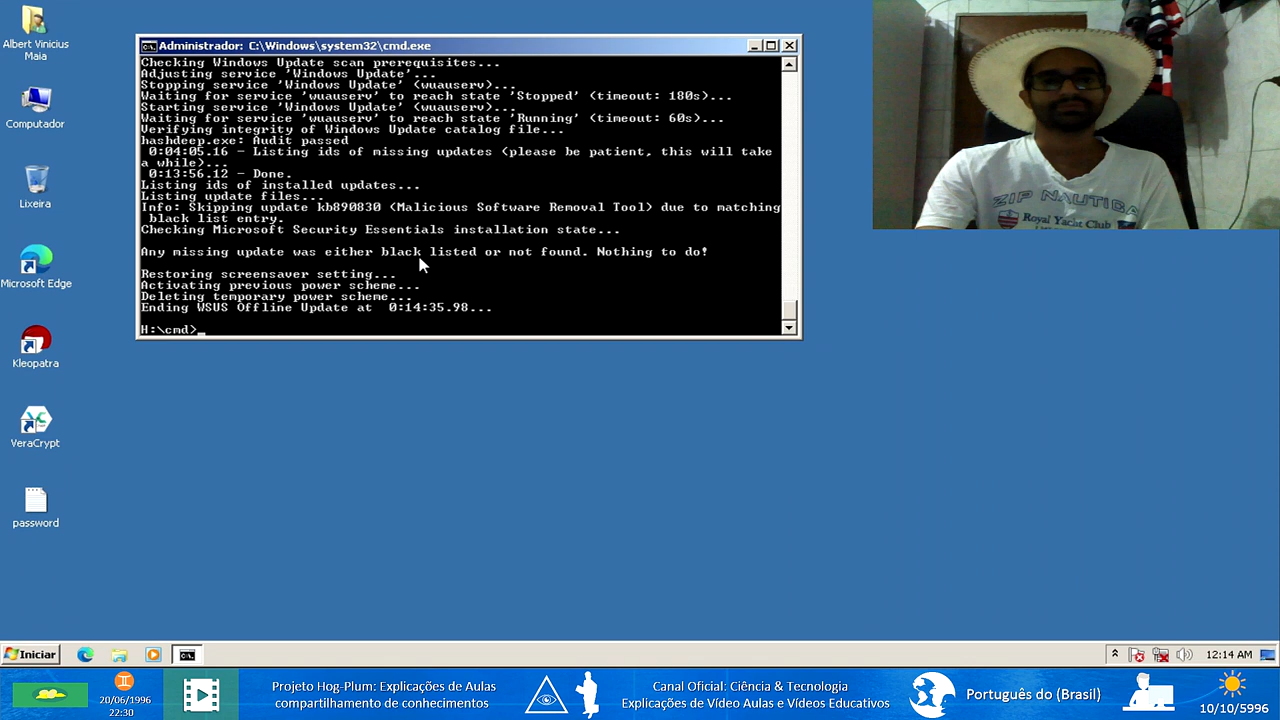 Albert Vinicius
Maia
Computador
Lixeira
Microsoft Edge
Kleopatra
VeraCrypt
password
Administrador: C:\Windows\system32\cmd.exe
Checking Windows Update scan prerequisites...
Adjusting service 'Windows Update'...
Stopping service 'Windows Update' (wuauserv)...
Waiting for service 'wuauserv' to reach state 'Stopped' (timeout: 180s)...
Starting service 'Windows Update' (wuauserv)...
Waiting for service 'wuauserv' to reach state 'Running' (timeout: 60s)...
Verifying integrity of Windows Update catalog file...
hashdeep.exe: Audit passed
0:04:05.16 - Listing ids of missing updates (please be patient, this will take
a while)...
0:13:56.12 - Done.
Listing ids of installed updates...
Listing update files...
Info: Skipping update kb890830 (Malicious Software Removal Tool) due to matching
black list entry.
Checking Microsoft Security Essentials installation state...
Any missing update was either black listed or not found. Nothing to do!
Restoring screensaver setting...
Activating previous power scheme...
Deleting temporary power scheme...
Ending WSUS Offline Update at  0:14:35.98...
H:\cmd>_
ZIP NAUTICA
Royal Yacht Club
Iniciar
12:14 AM
20/06/1996
22:30
Projeto Hog-Plum: Explicações de Aulas
compartilhamento de conhecimentos
Canal Oficial: Ciência & Tecnologia
Explicações de Vídeo Aulas e Vídeos Educativos
Português do (Brasil)
10/10/5996